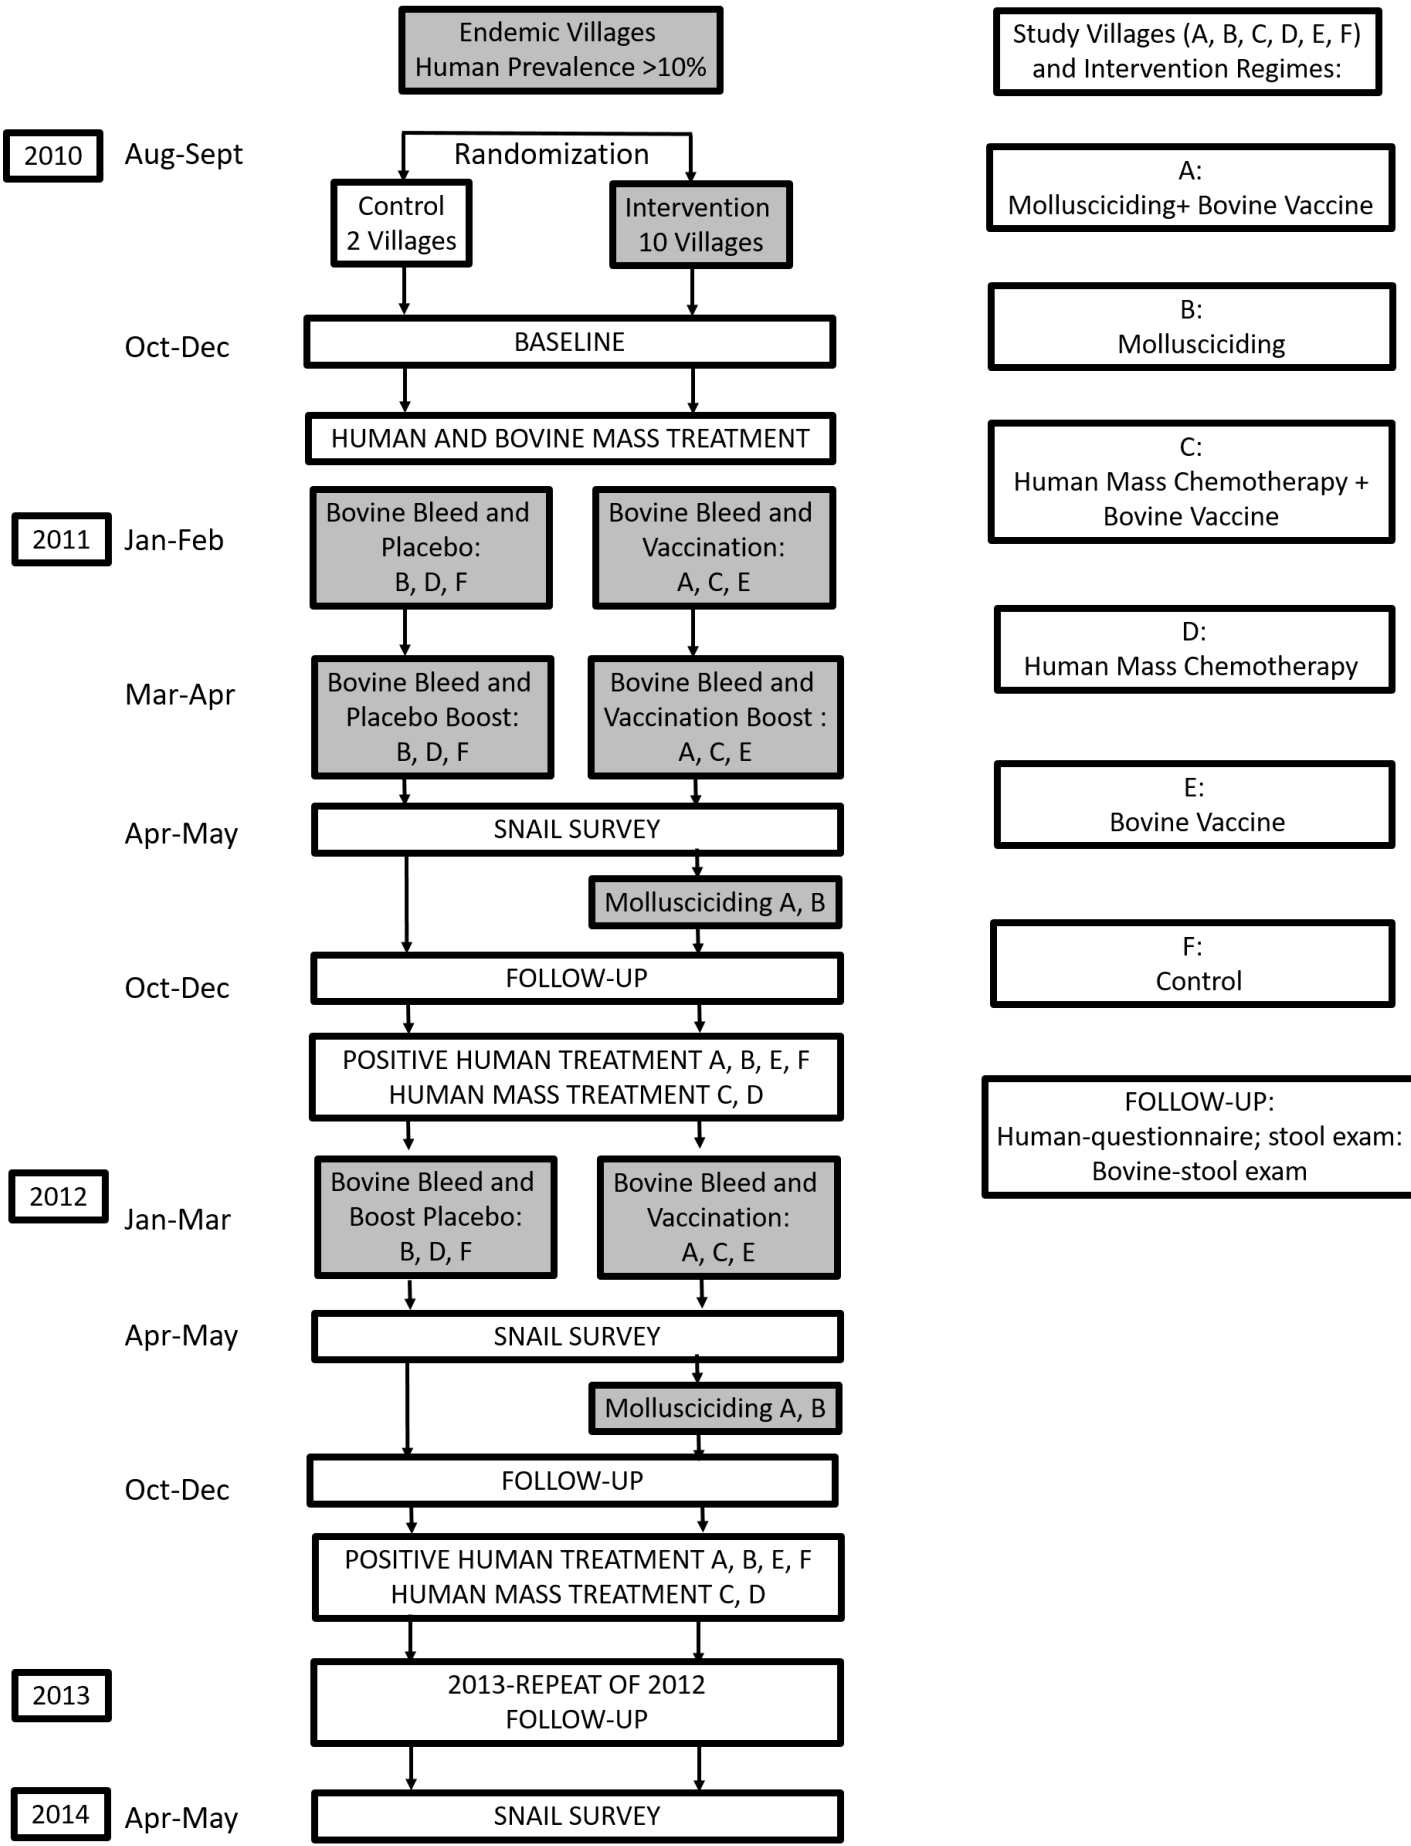 Endemic Villages
Human Prevalence >10%
2010
Aug-Sept
Randomization
Control
2 Villages
Intervention
10 Villages
Oct-Dec
BASELINE
HUMAN AND BOVINE MASS TREATMENT
2011
Jan-Feb
Bovine Bleed and
Placebo:
B, D, F
Bovine Bleed and
Vaccination:
A, C, E
Mar-Apr
Bovine Bleed and
Placebo Boost:
B, D, F
Bovine Bleed and
Vaccination Boost :
A, C, E
Apr-May
SNAIL SURVEY
Mollusciciding A, B
Oct-Dec
FOLLOW-UP
POSITIVE HUMAN TREATMENT A, B, E, F
HUMAN MASS TREATMENT C, D
2012
Jan-Mar
Bovine Bleed and
Boost Placebo:
B, D, F
Bovine Bleed and
Vaccination:
A, C, E
Apr-May
SNAIL SURVEY
Mollusciciding A, B
Oct-Dec
FOLLOW-UP
POSITIVE HUMAN TREATMENT A, B, E, F
HUMAN MASS TREATMENT C, D
2013
2013-REPEAT OF 2012
FOLLOW-UP
2014
Apr-May
SNAIL SURVEY
Study Villages (A, B, C, D, E, F)
and Intervention Regimes:
A:
Mollusciciding+ Bovine Vaccine
B:
Mollusciciding
C:
Human Mass Chemotherapy +
Bovine Vaccine
D:
Human Mass Chemotherapy
E:
Bovine Vaccine
F:
Control
FOLLOW-UP:
Human-questionnaire; stool exam:
Bovine-stool exam